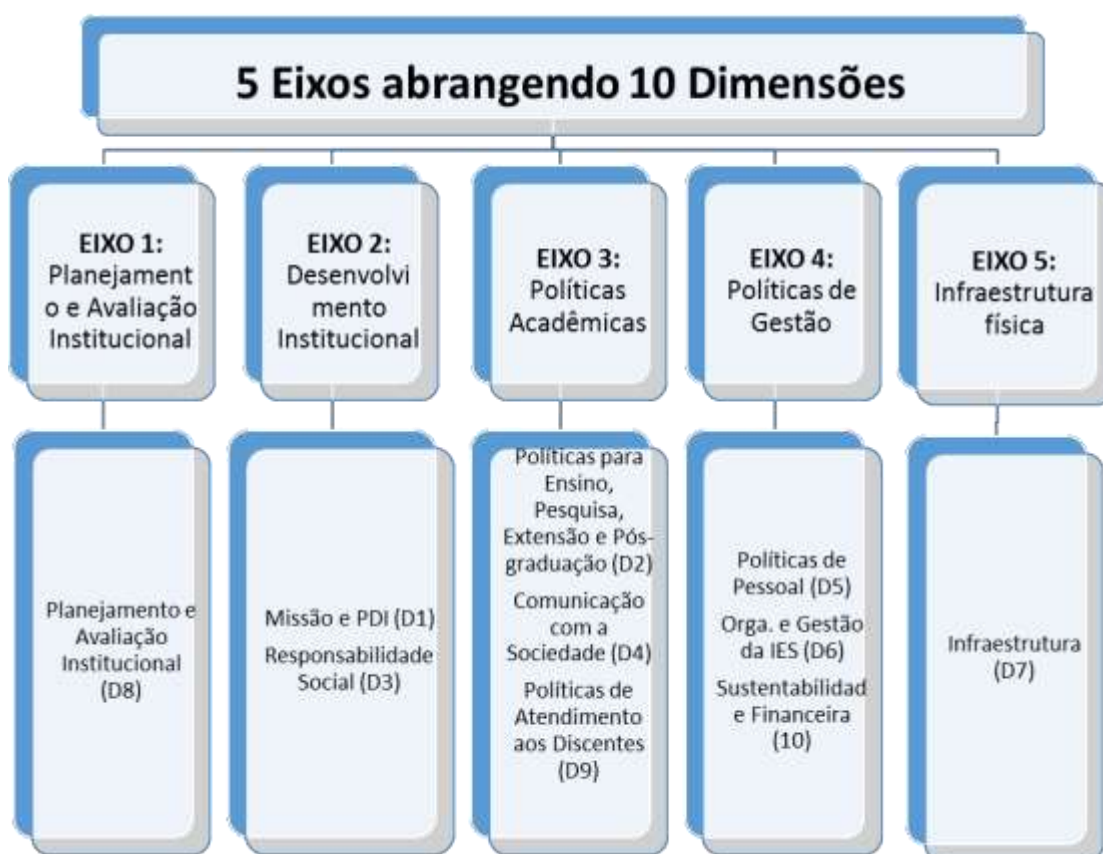 5 Eixos abrangendo 10 Dimensões
EIXO 1:
Planejament
o e Avaliação
Institucional
EIXO 2:
Desenvolvi
mento
Institucional
EIXO 3:
Políticas
Acadêmicas
EIXO 4:
Políticas de
Gestão
EIXO 5:
Infraestrutura
física
Planejamento e
Avaliação
Institucional
(D8)
Missão e PDI (D1)
Responsabilidade
Social (D3)
Políticas para
Ensino,
Pesquisa,
Extensão e Pós-
graduação (D2)
Comunicação
com a
Sociedade (D4)
Políticas de
Atendimento
aos Discentes
(D9)
Políticas de
Pessoal (D5)
Orga. e Gestão
da IES (D6)
Sustentabilidad
e Financeira
(10)
Infraestrutura
(D7)